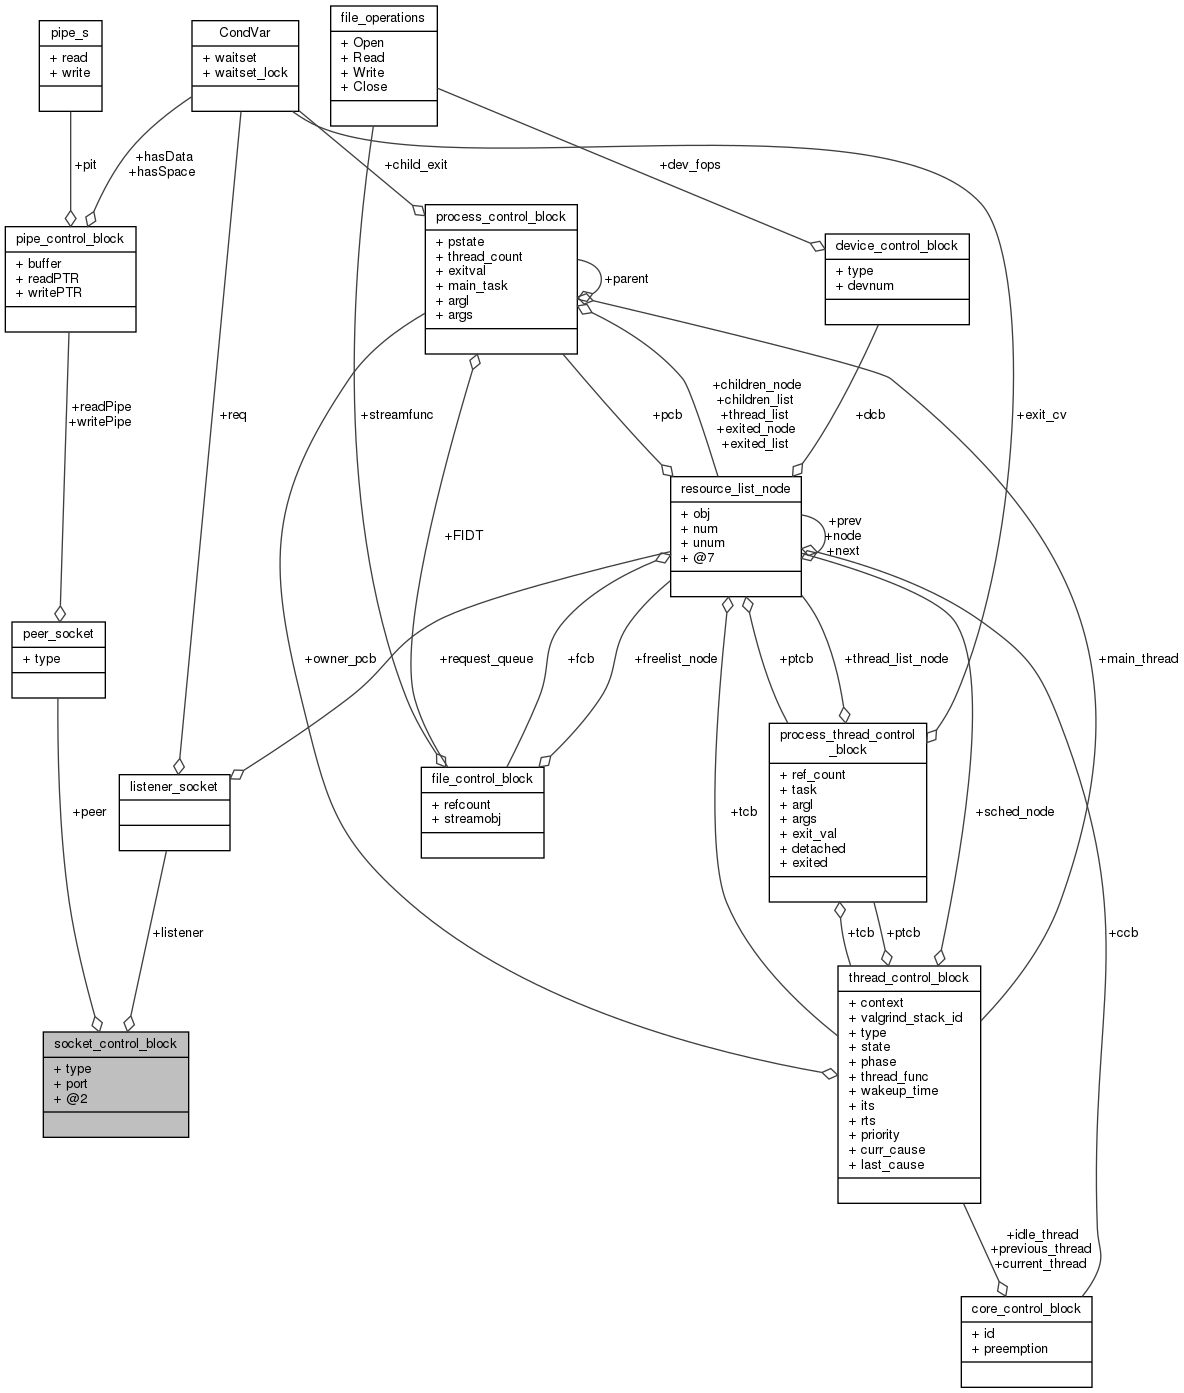 file_operations
+ Open
+ Read
+ Write
+ Close
pipe_s
+ read
+ write
CondVar
+ waitset
+ waitset_lock
+pit
+hasData
+hasSpace
+child_exit
+dev_fops
process_control_block
+ pstate
+ thread_count
+ exitval
+ main_task
+ argl
+ args
+parent
pipe_control_block
+ buffer
+ readPTR
+ writePTR
device_control_block
+ type
+ devnum
+readPipe
+writePipe
+req
+streamfunc
+pcb
+children_node
+children_list
+thread_list
+exited_node
+exited_list
+dcb
+exit_cv
resource_list_node
+ obj
+ num
+ unum
+ @7
+prev
+node
+next
+FIDT
peer_socket
+ type
+owner_pcb
+request_queue
+fcb
+freelist_node
+ptcb
+thread_list_node
+main_thread
process_thread_control
_block
+ ref_count
+ task
+ argl
+ args
+ exit_val
+ detached
+ exited
listener_socket
file_control_block
+ refcount
+ streamobj
+peer
+tcb
+sched_node
+listener
+tcb
+ptcb
+ccb
thread_control_block
+ context
+ valgrind_stack_id
+ type
+ state
+ phase
+ thread_func
+ wakeup_time
+ its
+ rts
+ priority
+ curr_cause
+ last_cause
socket_control_block
+ type
+ port
+ @2
+idle_thread
+previous_thread
+current_thread
core_control_block
+ id
+ preemption